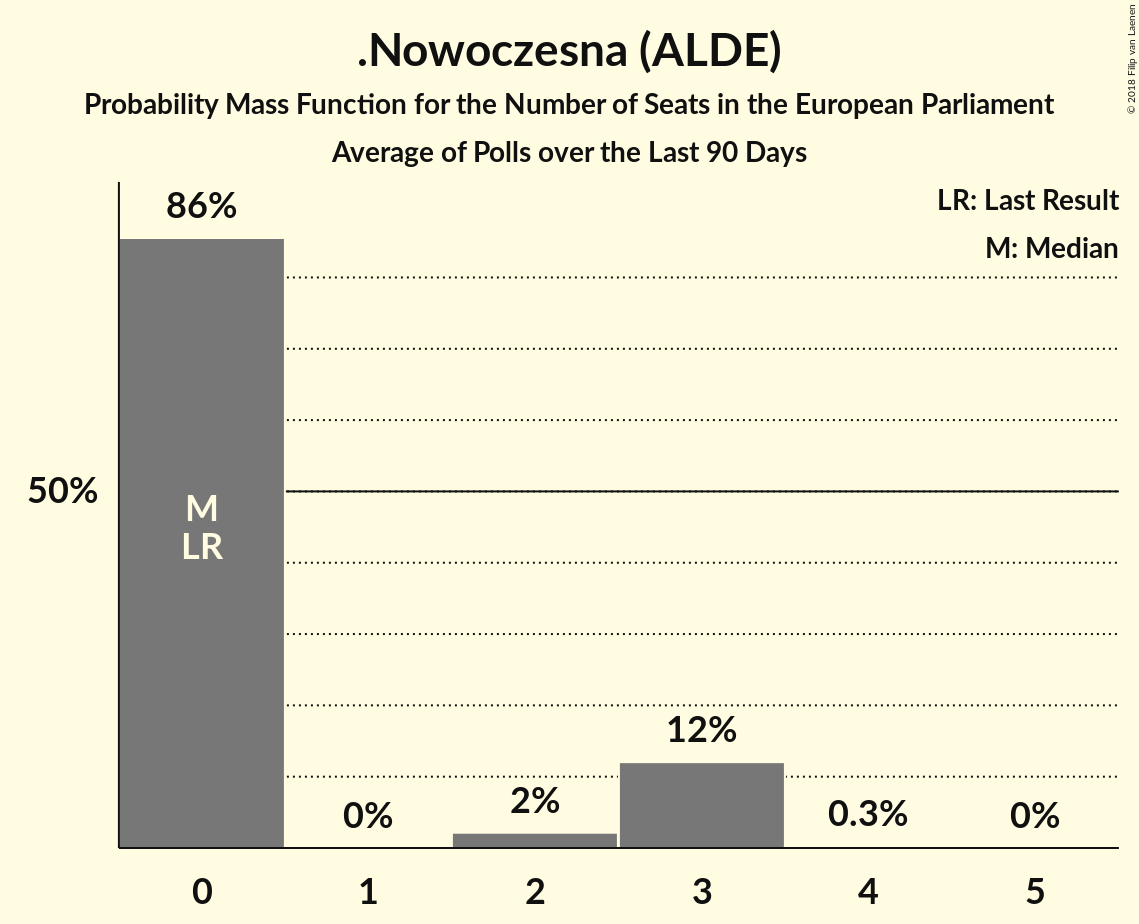 .Nowoczesna (ALDE)
Probability Mass Function for the Number of Seats in the European Parliament
Average of Polls over the Last 90 Days
© 2018 Filip van Laenen
LR: Last Result
M: Median
86%
50%
M
LR
0%
2%
12%
0.3%
0%
0 1 2 3 4 5